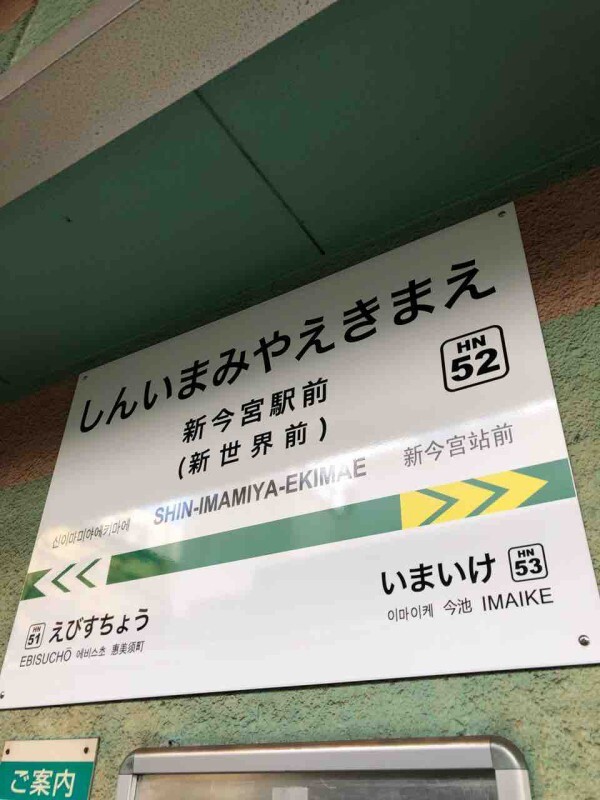 しんいまみやえきまえ
HN
52
新今宮駅前
(新世界前)
신이마미야에키마에 SHIN-IMAMIYA-EKIMAE 新今宮站前
HN
51 えびすちょう
EBISUCHŌ 에비스초 惠美須町
いまいけ HN
53
이마이케 今池 IMAIKE
ご案内